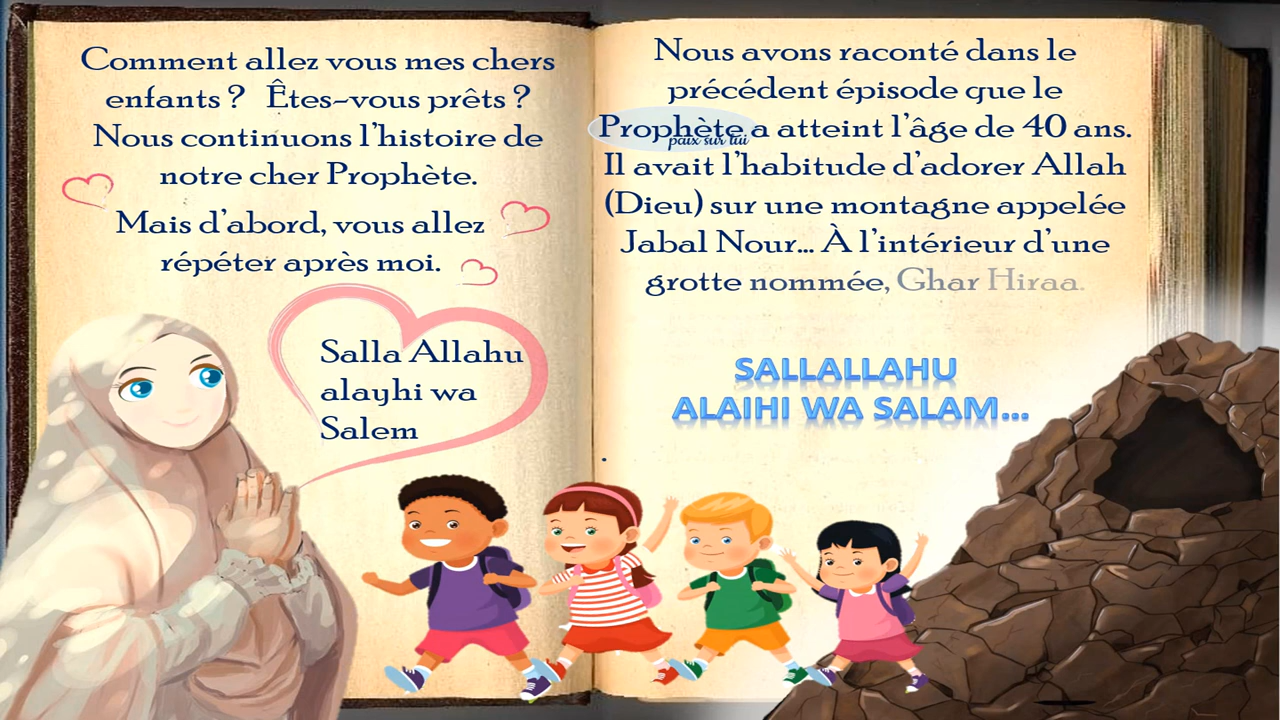 Comment allez vous mes chers
enfants ? Êtes-vous prêts ?
Nous continuons l'histoire de
notre cher Prophète.
Mais d'abord, vous allez
répéter après moi.
Salla Allahu
alayhi wa
Salem
Nous avons raconté dans le
précédent épisode que le
Prophète a atteint l'âge de 40 ans.
paix sur lui
Il avait l'habitude d'adorer Allah
(Dieu) sur une montagne appelée
Jabal Nour... À l'intérieur d'une
grotte nommée, Ghar Hiraa.
SALLALLAHU
ALAIHI WA SALAM...
.